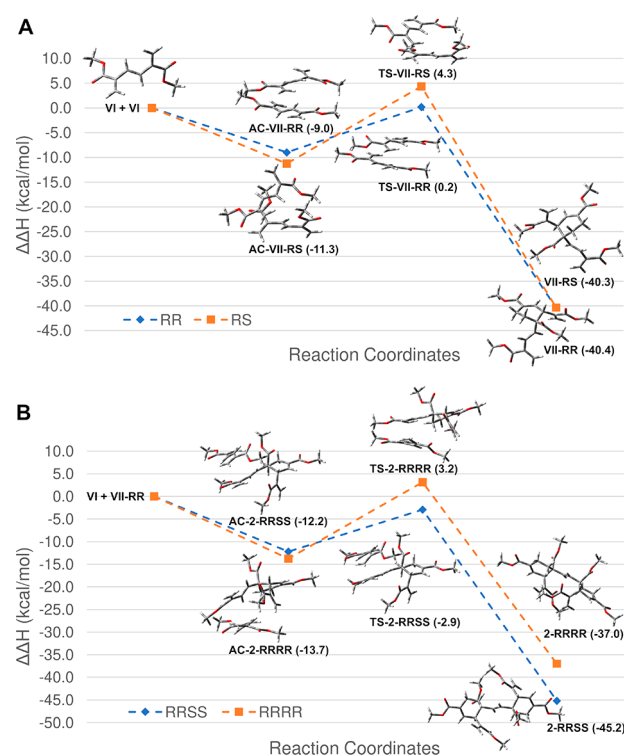 A
10.0
5.0
0.0
-5.0
-10.0
-15.0
-20.0
-25.0
-30.0
-35.0
-40.0
-45.0
ΔΔH (kcal/mol)
VI + VI
AC-VII-RR (-9.0)
AC-VII-RS (-11.3)
TS-VII-RS (4.3)
TS-VII-RR (0.2)
VII-RS (-40.3)
VII-RR (-40.4)
RR
RS
Reaction Coordinates
B
10.0
5.0
0.0
-5.0
-10.0
-15.0
-20.0
-25.0
-30.0
-35.0
-40.0
-45.0
-50.0
ΔΔH (kcal/mol)
VI + VII-RR
AC-2-RRSS (-12.2)
AC-2-RRRR (-13.7)
TS-2-RRRR (3.2)
TS-2-RRSS (-2.9)
2-RRRR (-37.0)
2-RRSS (-45.2)
RRSS
RRRR
Reaction Coordinates